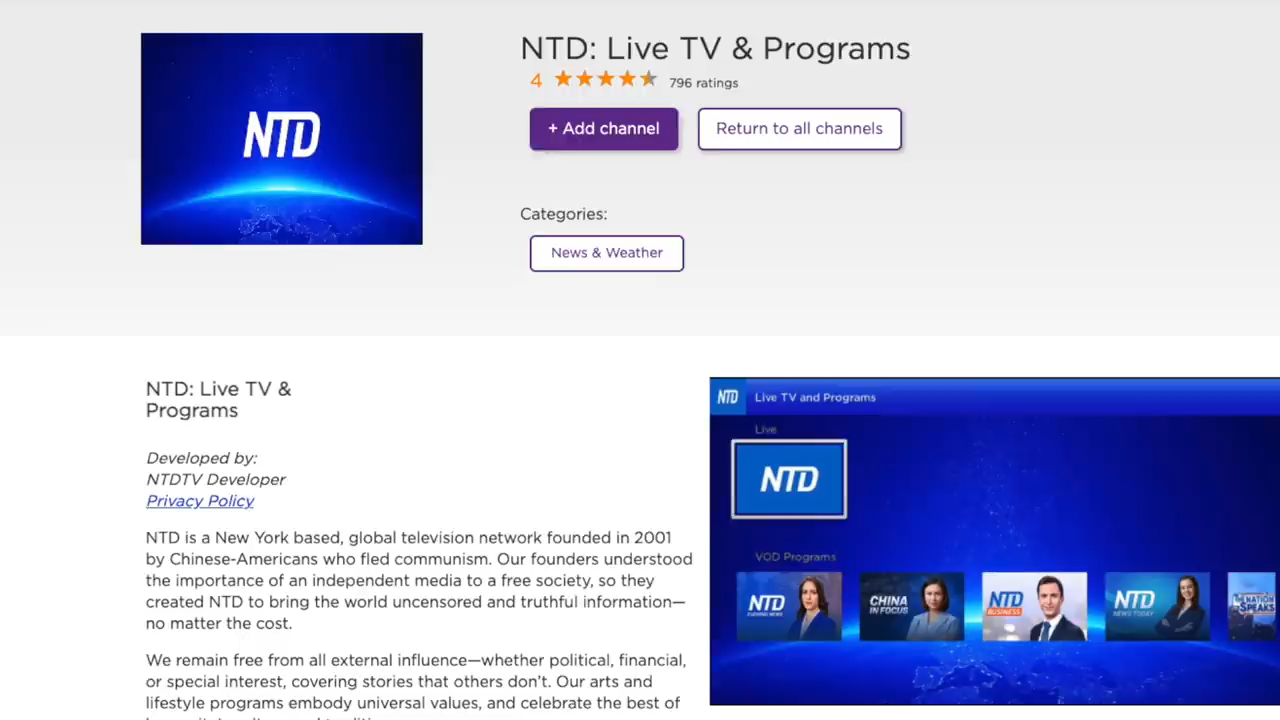 NTD
NTD: Live TV & Programs
4
796 ratings
+ Add channel
Return to all channels
Categories:
News & Weather
NTD: Live TV &
Programs
Developed by:
NTDTV Developer
Privacy Policy
NTD is a New York based, global television network founded in 2001
by Chinese-Americans who fled communism. Our founders understood
the importance of an independent media to a free society, so they
created NTD to bring the world uncensored and truthful information—
no matter the cost.
We remain free from all external influence—whether political, financial,
or special interest, covering stories that others don't. Our arts and
lifestyle programs embody universal values, and celebrate the best of
NTD Live TV and Programs
Live
NTD
VOD Programs
NTD
EVENING NEWS
CHINA
IN FOCUS
NTD
BUSINESS
NTD
NEWS TODAY
NATION
SPEAKS